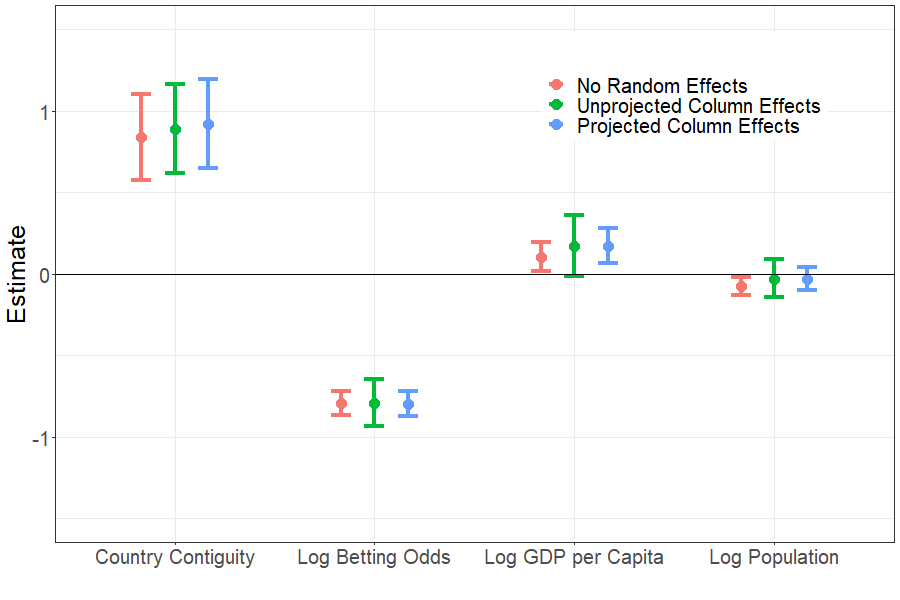 No Random Effects
Unprojected Column Effects
Projected Column Effects
1
0
-1
Estimate
Country Contiguity
Log Betting Odds
Log GDP per Capita
Log Population